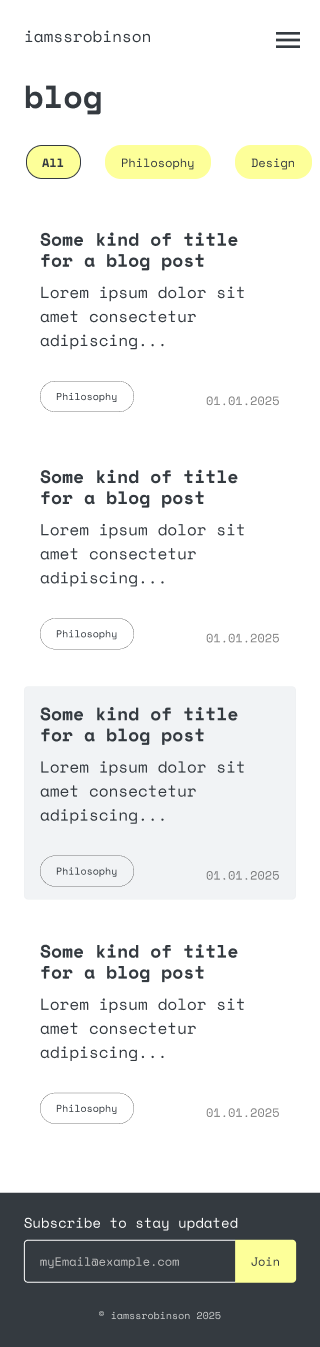 iamssrobinson
blog
All Philosophy Design
Some kind of title
for a blog post
Lorem ipsum dolor sit
amet consectetur
adipiscing...
Philosophy 01.01.2025
Some kind of title
for a blog post
Lorem ipsum dolor sit
amet consectetur
adipiscing...
Philosophy 01.01.2025
Some kind of title
for a blog post
Lorem ipsum dolor sit
amet consectetur
adipiscing...
Philosophy 01.01.2025
Some kind of title
for a blog post
Lorem ipsum dolor sit
amet consectetur
adipiscing...
Philosophy 01.01.2025
Subscribe to stay updated
myEmail@example.com Join
© iamssrobinson 2025